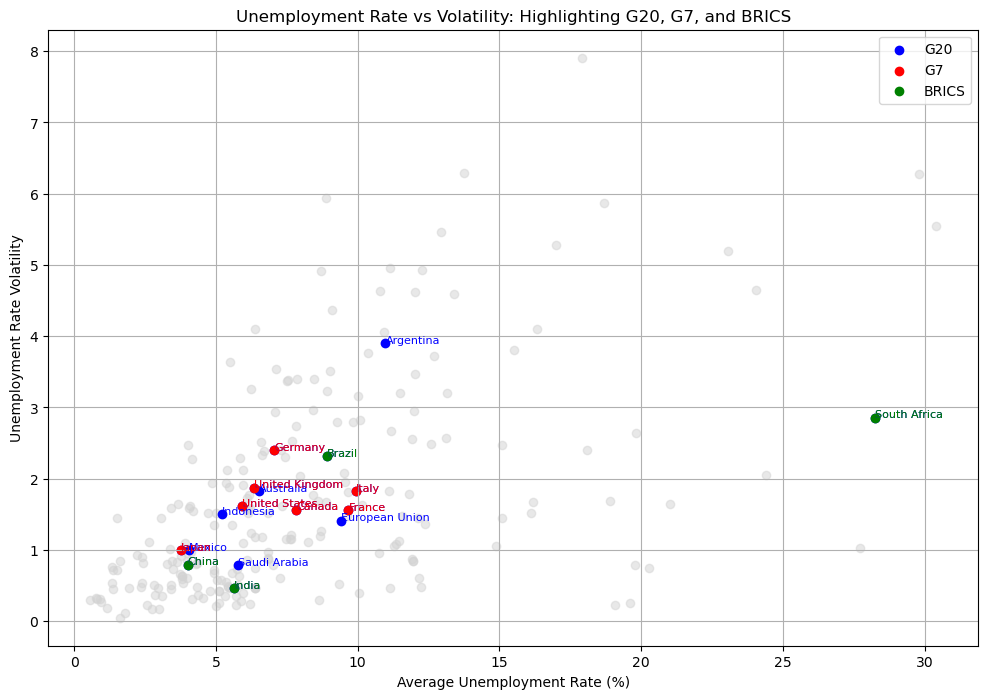 Unemployment Rate vs Volatility: Highlighting G20, G7, and BRICS
G20
G7
BRICS
8
7
6
5
4
3
2
1
0
Unemployment Rate Volatility
Argentina
South Africa
Germany
Brazil
United Kingdom
Australia
Italy
United States
Canada
France
Indonesia
European Union
Mexico
China
Saudi Arabia
India
0 5 10 15 20 25 30
Average Unemployment Rate (%)